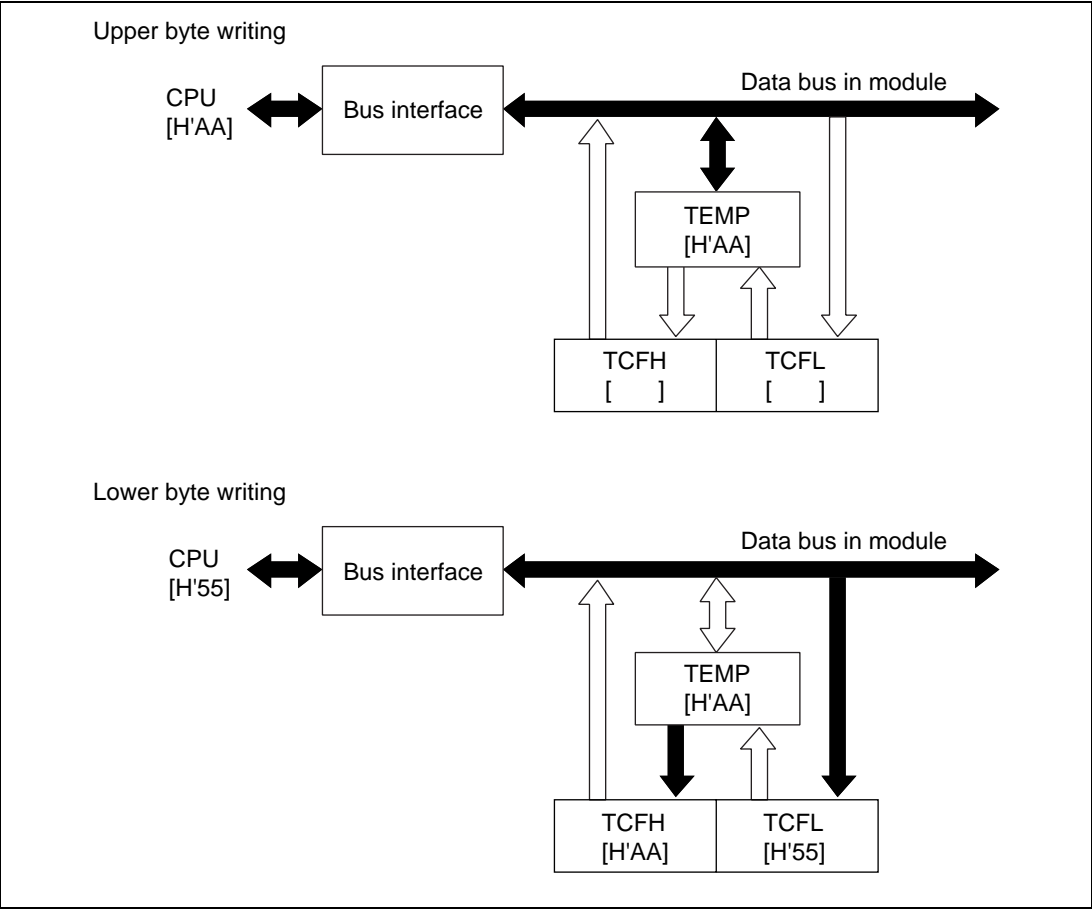 Upper byte writing
CPU
[H'AA]
Bus interface
Data bus in module
TEMP
[H'AA]
TCFH
[ ]
TCFL
[ ]
Lower byte writing
CPU
[H'55]
Bus interface
Data bus in module
TEMP
[H'AA]
TCFH
[H'AA]
TCFL
[H'55]